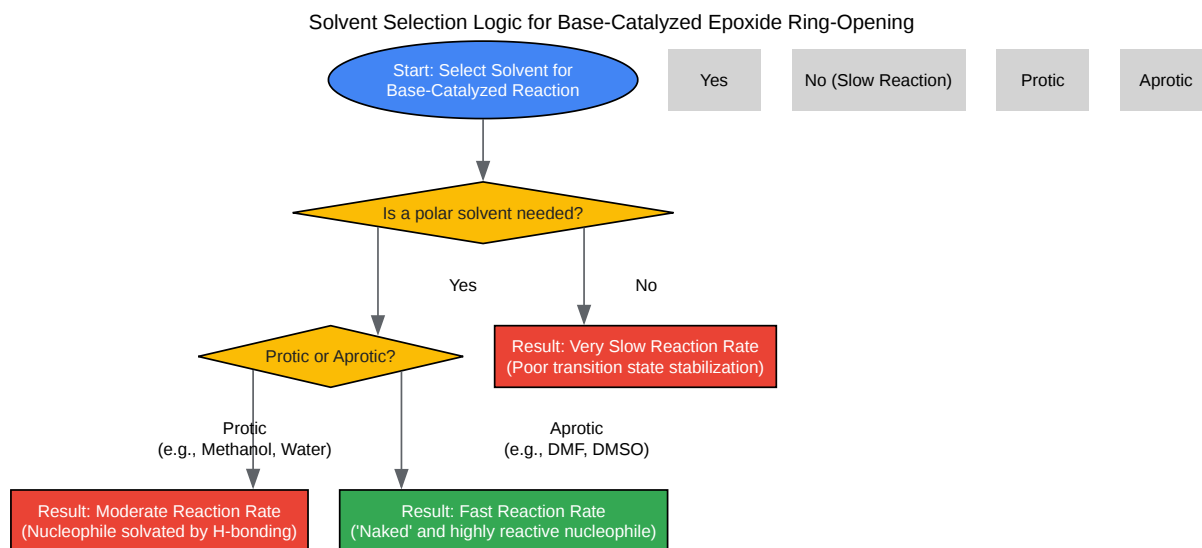 Solvent Selection Logic for Base-Catalyzed Epoxide Ring-Opening
Start: Select Solvent for
Base-Catalyzed Reaction
Yes
No (Slow Reaction)
Protic
Aprotic
Is a polar solvent needed?
Yes
No
Protic or Aprotic?
Result: Very Slow Reaction Rate
(Poor transition state stabilization)
Protic
(e.g., Methanol, Water)
Aprotic
(e.g., DMF, DMSO)
Result: Moderate Reaction Rate
(Nucleophile solvated by H-bonding)
Result: Fast Reaction Rate
('Naked' and highly reactive nucleophile)